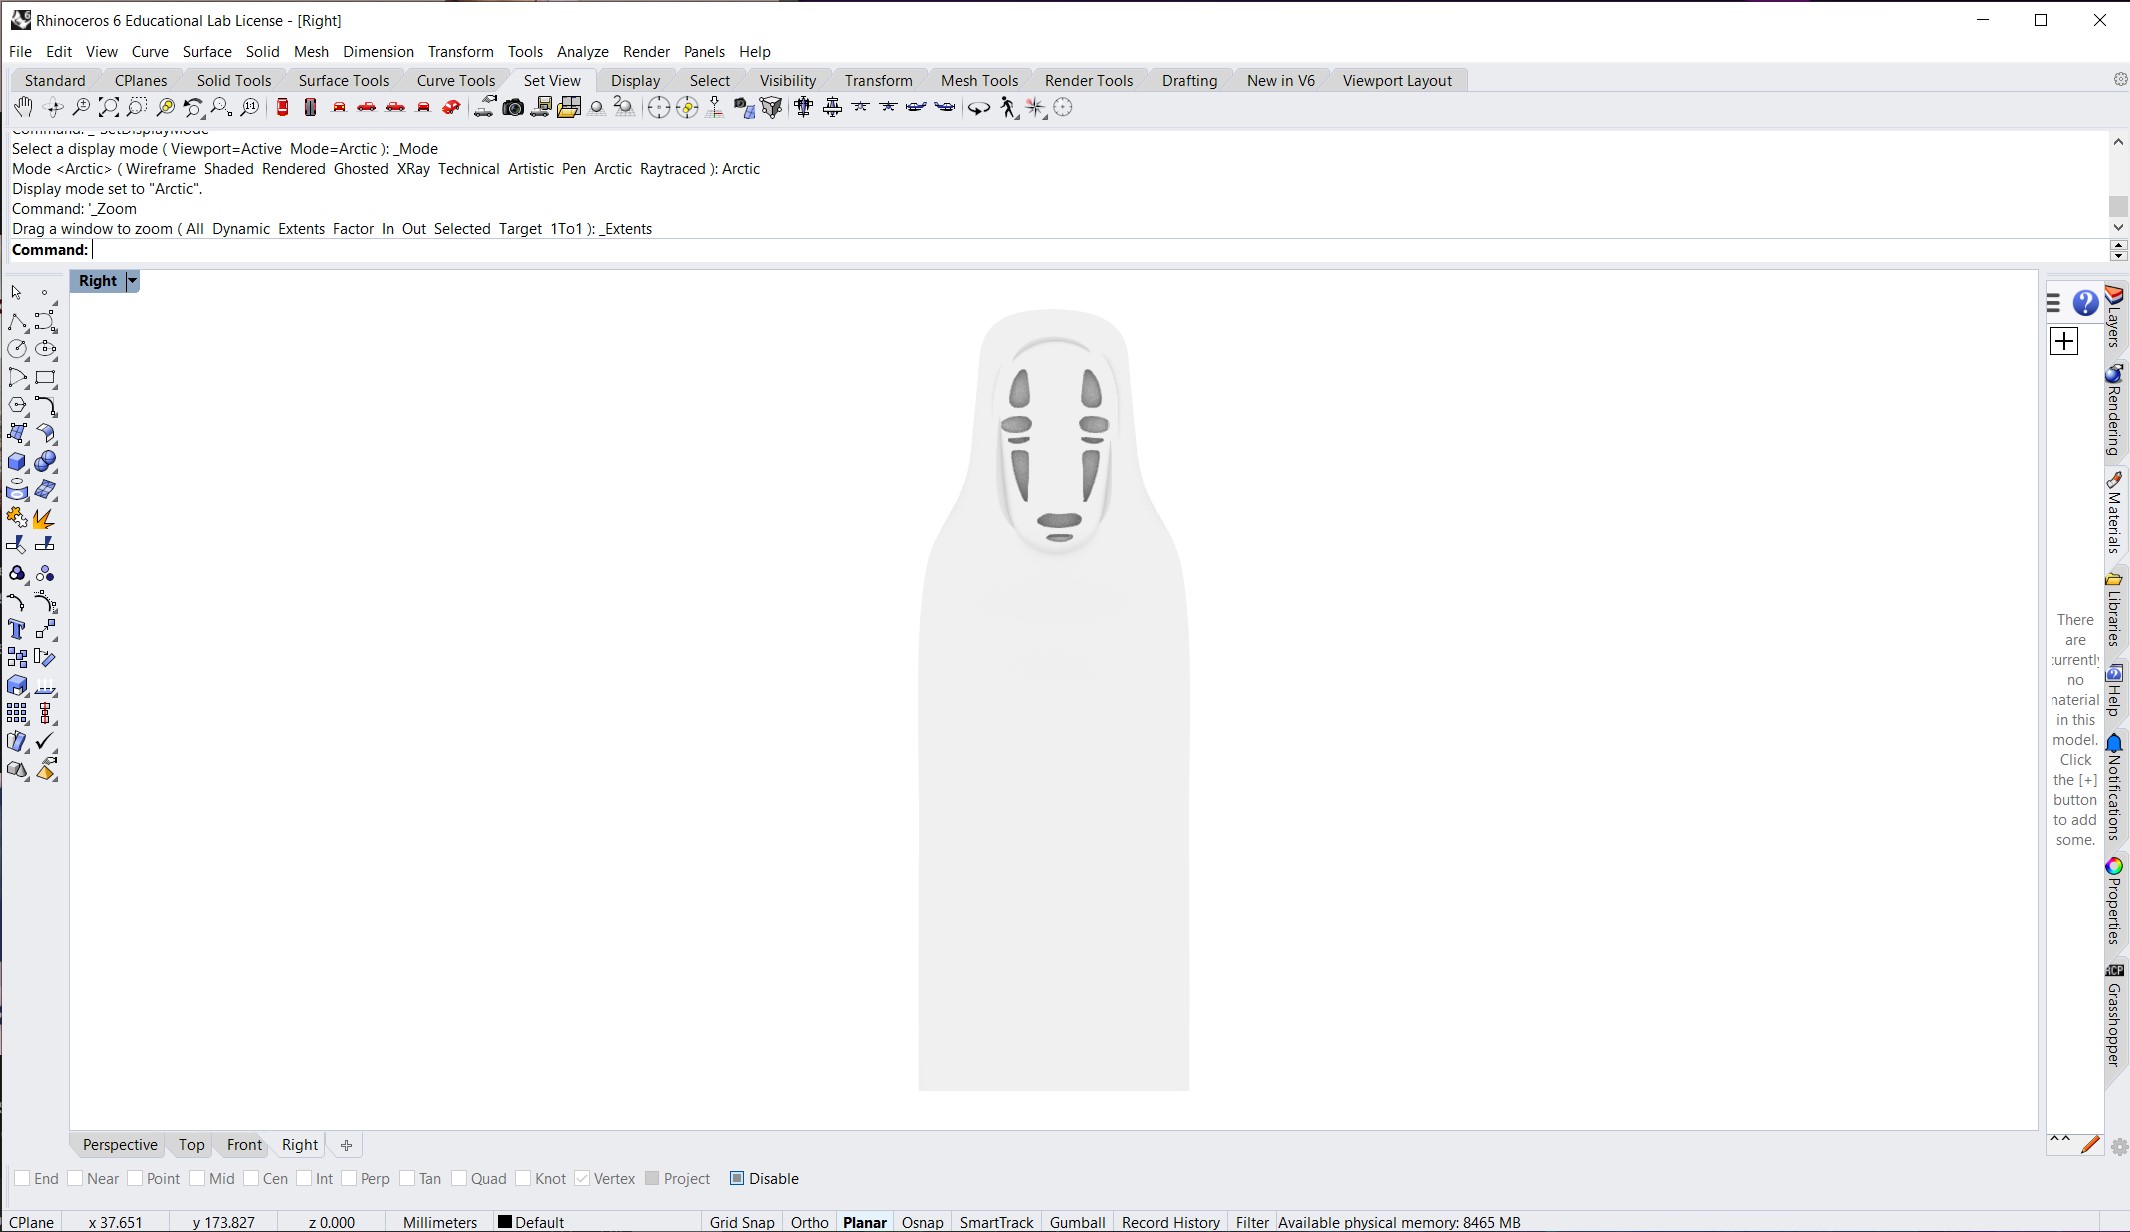 Rhinoceros 6 Educational Lab License - [Right]
File Edit View Curve Surface Solid Mesh Dimension Transform Tools Analyze Render Panels Help
Standard CPlanes Solid Tools Surface Tools Curve Tools Set View Display Select Visibility Transform Mesh Tools Render Tools Drafting New in V6 Viewport Layout
Command: _SetDisplayMode
Select a display mode ( Viewport=Active Mode=Arctic ): _Mode
Mode <Arctic> ( Wireframe Shaded Rendered Ghosted XRay Technical Artistic Pen Arctic Raytraced ): Arctic
Display mode set to "Arctic".
Command: '_Zoom
Drag a window to zoom ( All Dynamic Extents Factor In Out Selected Target 1To1 ): _Extents
Command:
Right
Layers
Rendering
Materials
Libraries
Help
Notifications
Properties
Grasshopper
There
are
currently
no
material
in this
model.
Click
the [+]
button
to add
some.
Perspective Top Front Right
End Near Point Mid Cen Int Perp Tan Quad Knot Vertex Project Disable
CPlane x 37.651 y 173.827 z 0.000 Millimeters Default Grid Snap Ortho Planar Osnap SmartTrack Gumball Record History Filter Available physical memory: 8465 MB